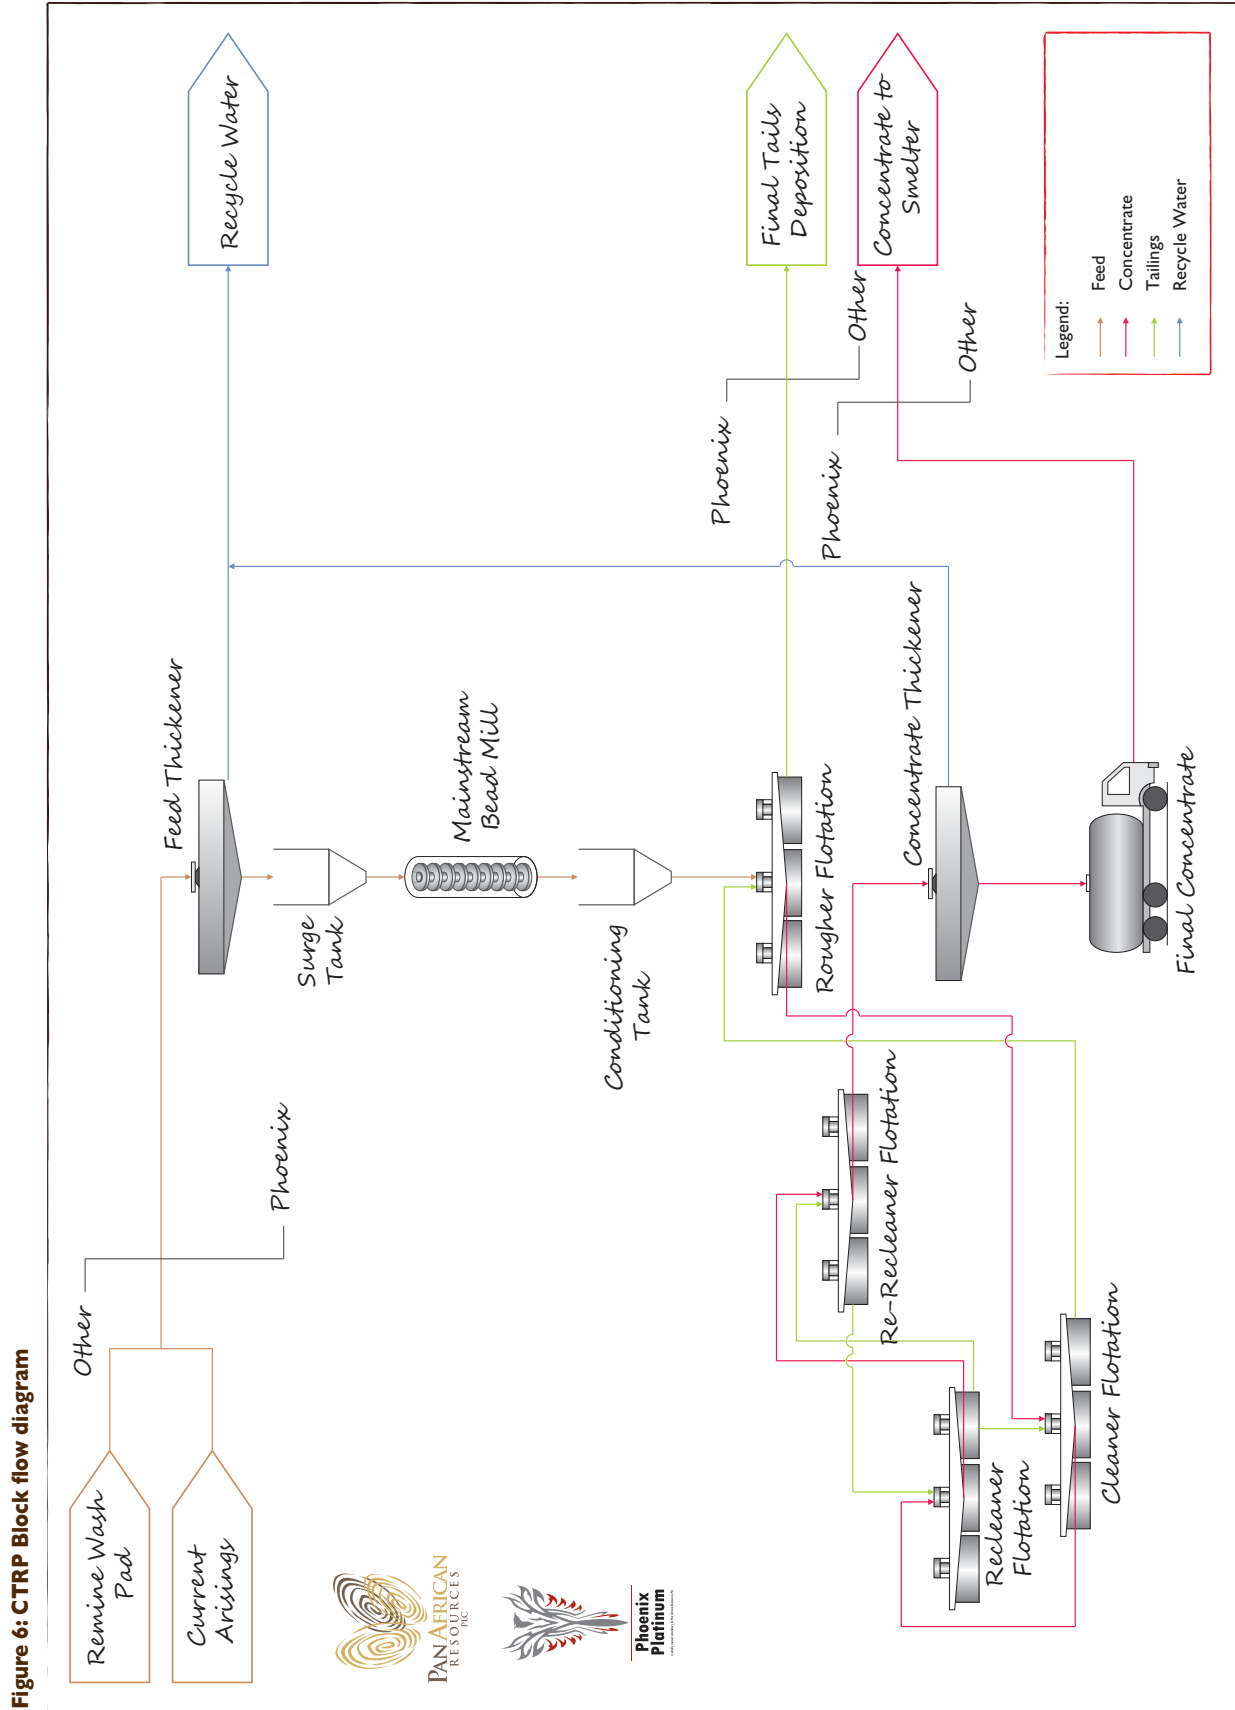 Figure 6: CTRP Block flow diagram
Remine Wash
Pad
Current
Arisings
Other
Phoenix
Feed Thickener
Recycle Water
Surge
Tank
Mainstream
Bead Mill
Conditioning
Tank
Rougher Flotation
Phoenix
Other
Final Tails
Deposition
Phoenix
Other
Concentrate to
Smelter
Re-Recleaner Flotation
Concentrate Thickener
Recleaner
Flotation
Cleaner Flotation
Final Concentrate
PAN AFRICAN
RESOURCES
PLC
Phoenix
Platinum
Legend:
Feed
Concentrate
Tailings
Recycle Water